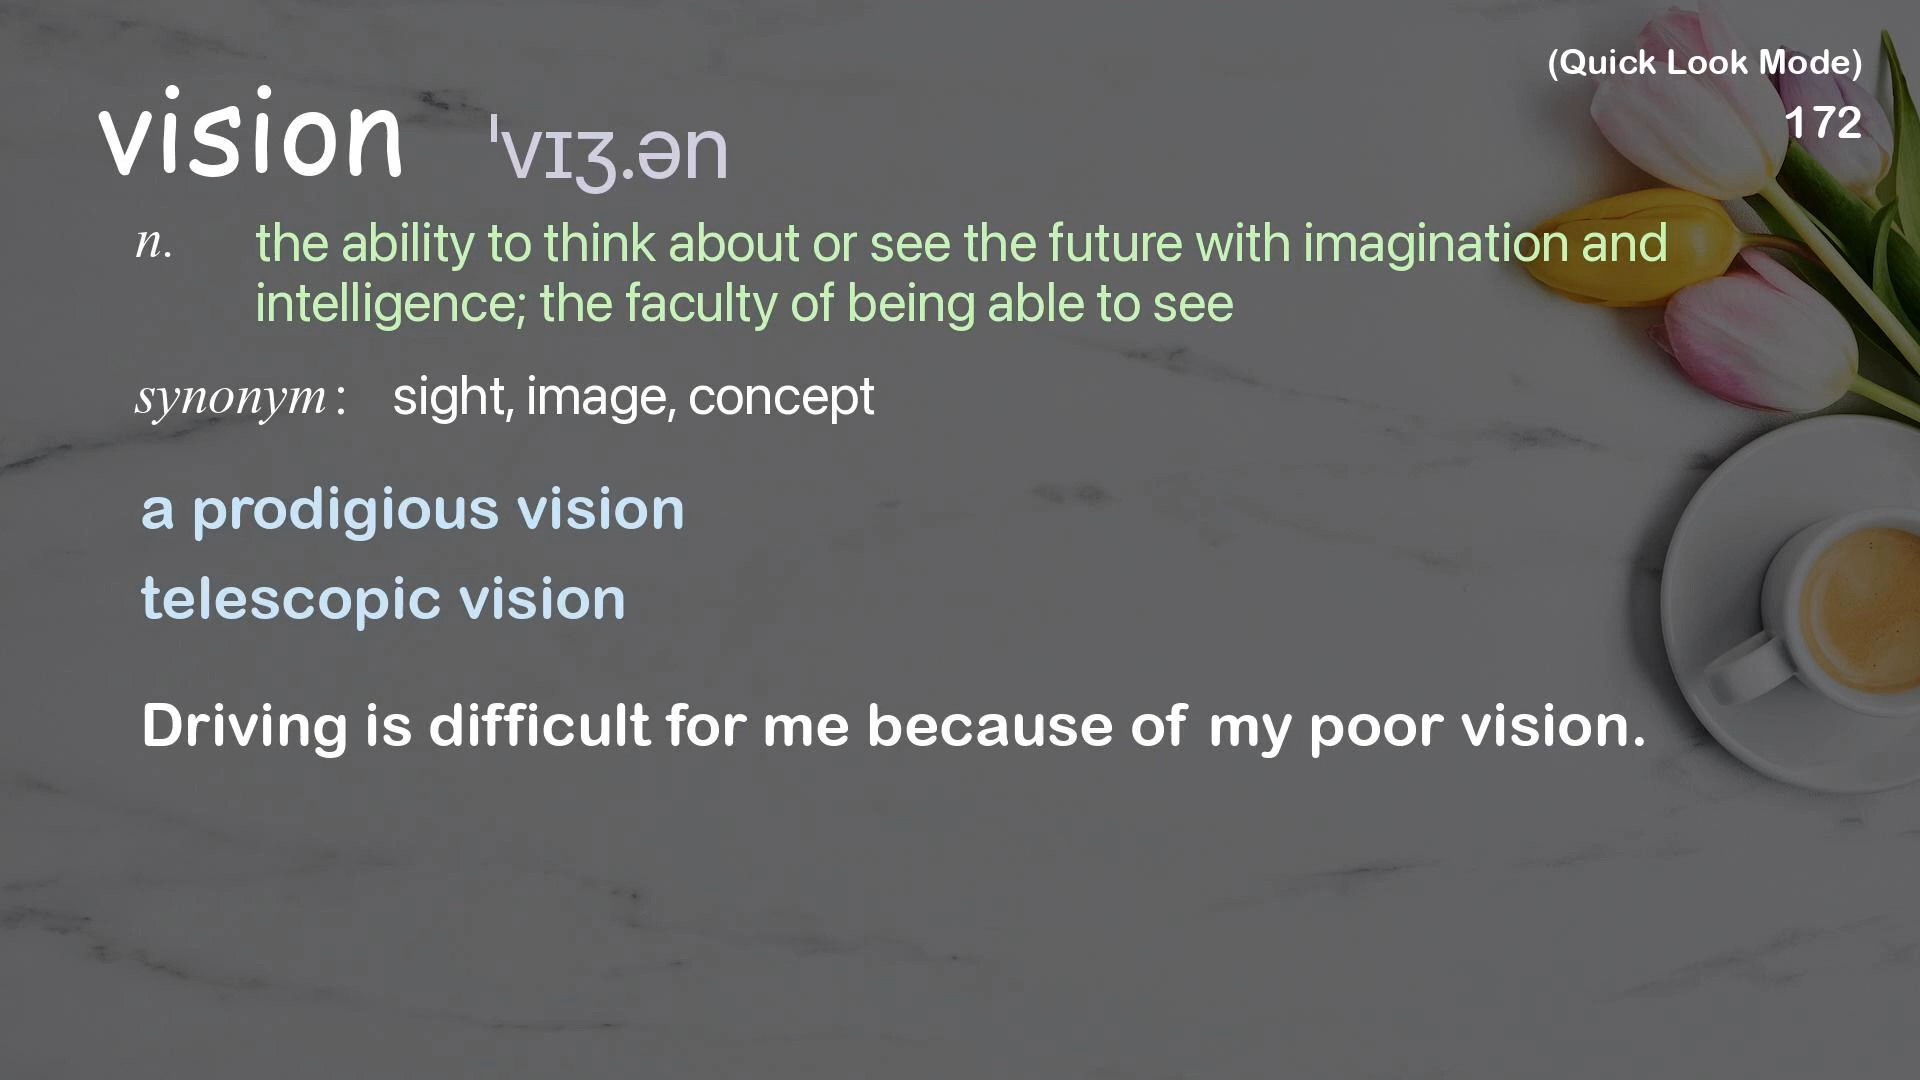 (Quick Look Mode)
172
vision ˈvɪʒ.ən
n. the ability to think about or see the future with imagination and
intelligence; the faculty of being able to see
synonym: sight, image, concept
a prodigious vision
telescopic vision
Driving is difficult for me because of my poor vision.